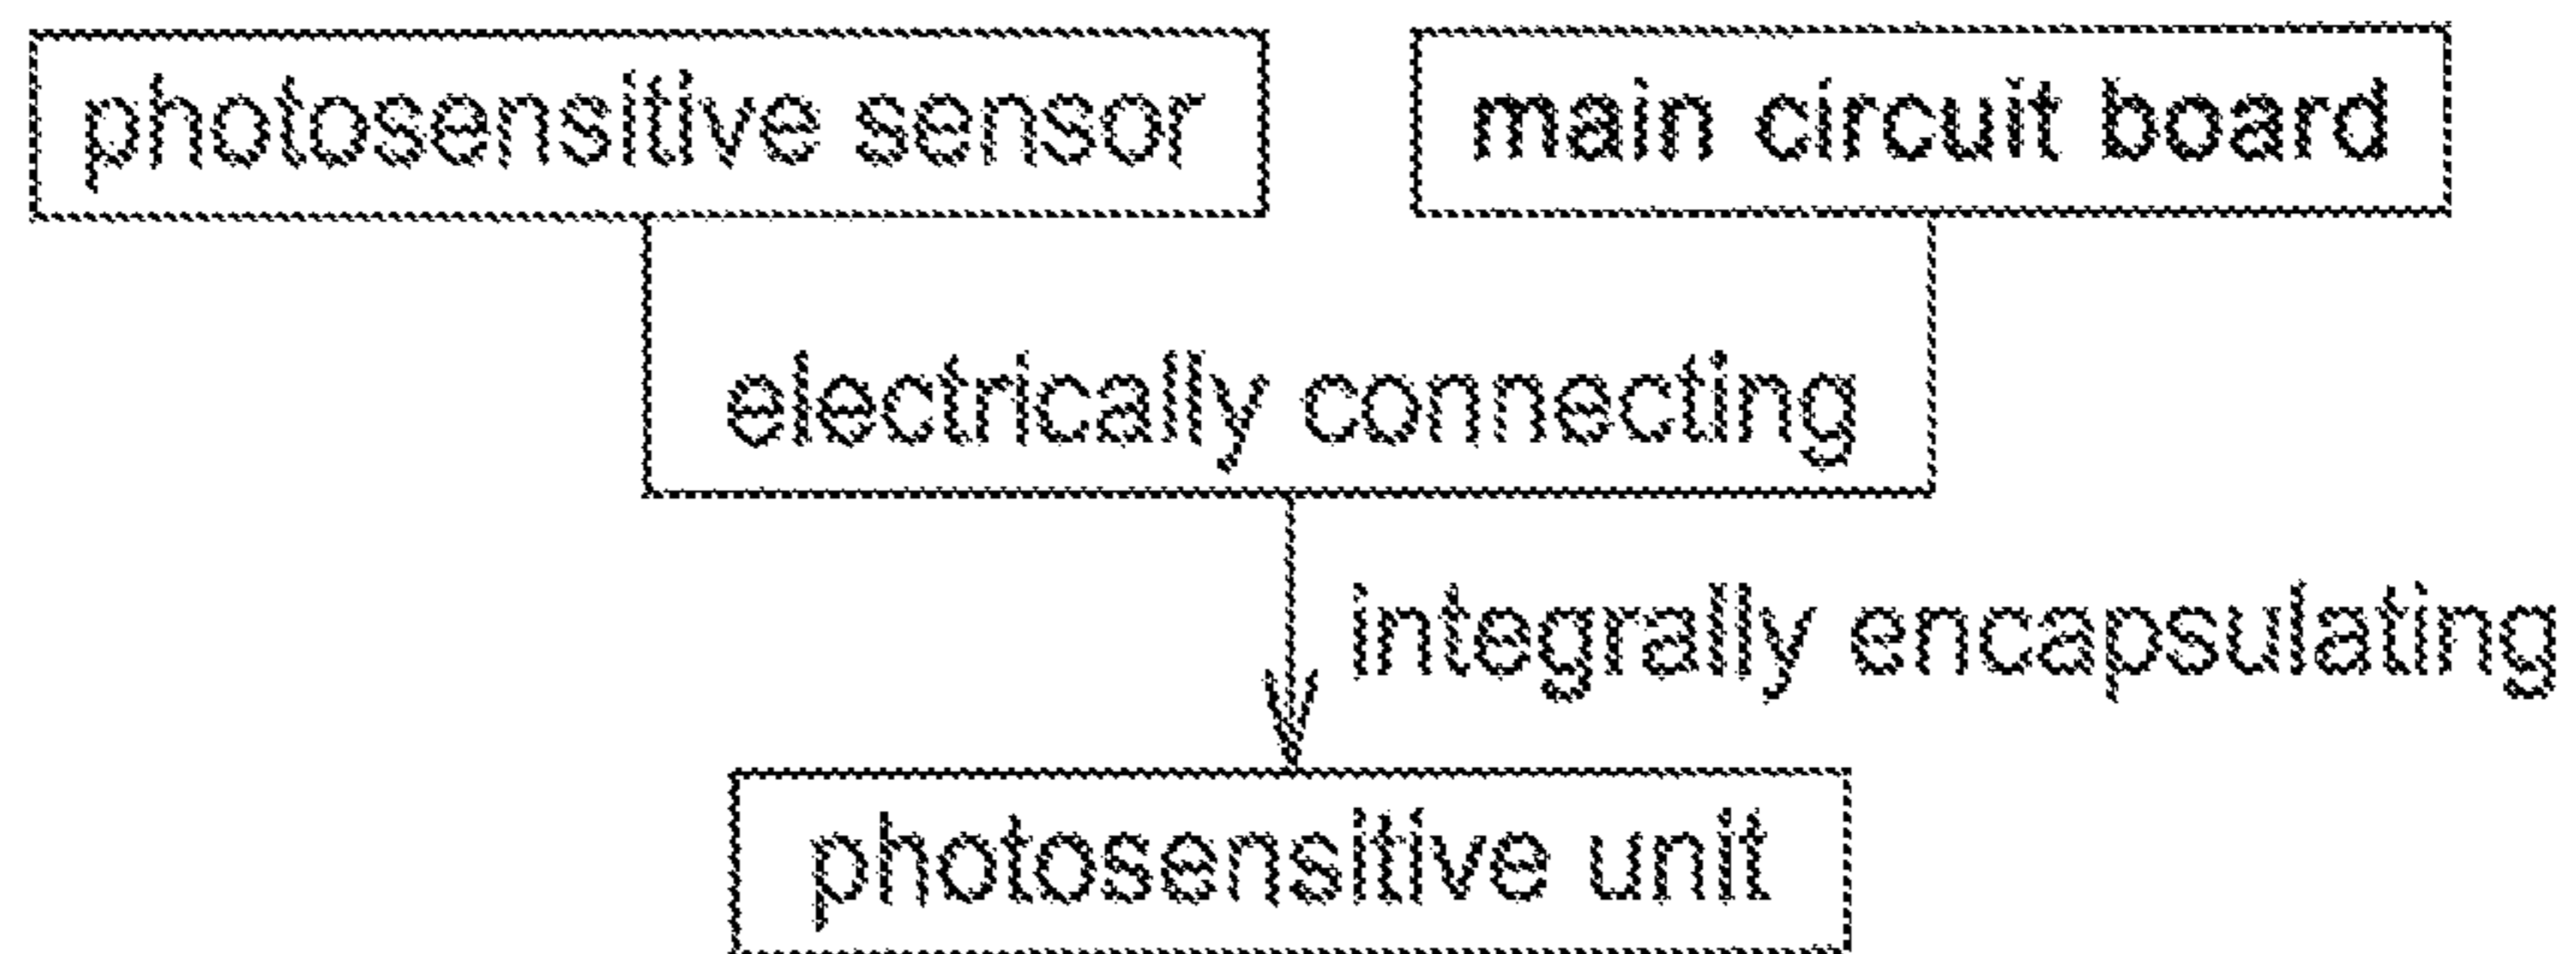 photosensitive sensor
main circuit board
electrically connecting
integrally encapsulating
photosensitive unit